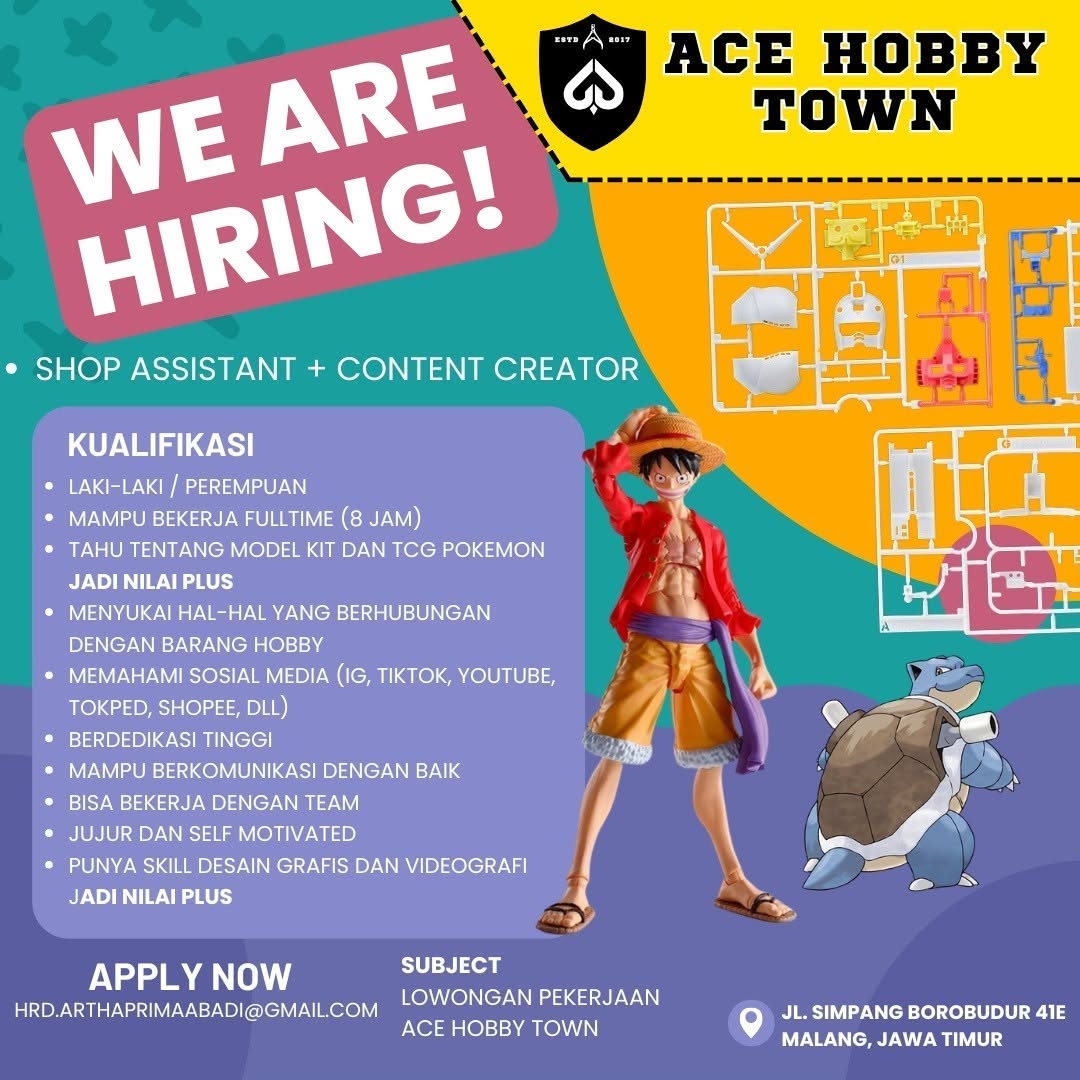 WE ARE
HIRING!
ESTD 2017
ACE HOBBY
TOWN
G1
• SHOP ASSISTANT + CONTENT CREATOR
KUALIFIKASI
• LAKI-LAKI / PEREMPUAN
• MAMPU BEKERJA FULLTIME (8 JAM)
• TAHU TENTANG MODEL KIT DAN TCG POKEMON
JADI NILAI PLUS
• MENYUKAI HAL-HAL YANG BERHUBUNGAN
DENGAN BARANG HOBBY
• MEMAHAMI SOSIAL MEDIA (IG, TIKTOK, YOUTUBE,
TOKPED, SHOPEE, DLL)
• BERDEDIKASI TINGGI
• MAMPU BERKOMUNIKASI DENGAN BAIK
• BISA BEKERJA DENGAN TEAM
• JUJUR DAN SELF MOTIVATED
• PUNYA SKILL DESAIN GRAFIS DAN VIDEOGRAFI
JADI NILAI PLUS
A
APPLY NOW
HRD.ARTHAPRIMAABADI@GMAIL.COM
SUBJECT
LOWONGAN PEKERJAAN
ACE HOBBY TOWN
JL. SIMPANG BOROBUDUR 41E
MALANG, JAWA TIMUR